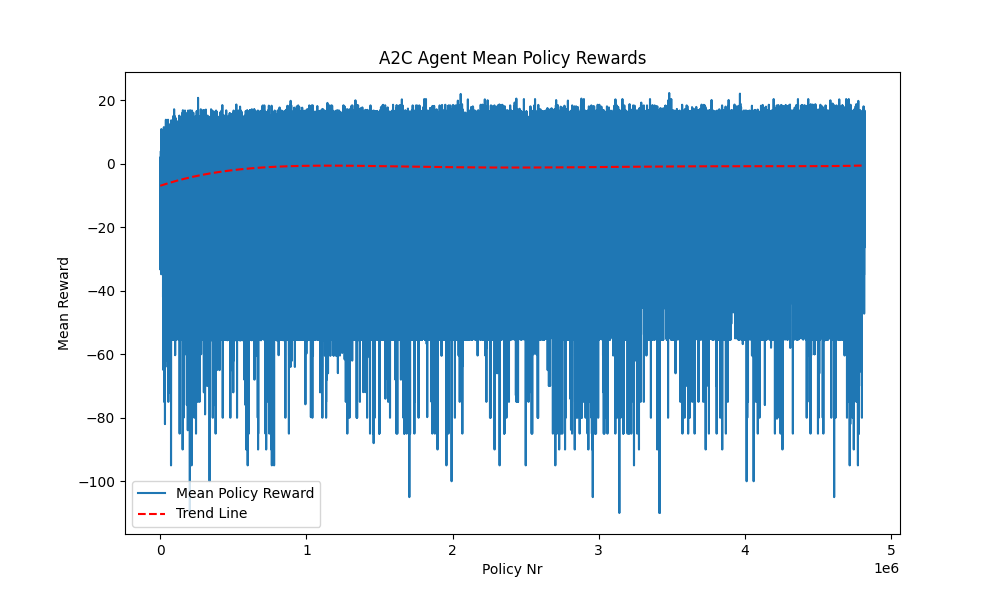 A2C Agent Mean Policy Rewards
20
0
−20
−40
−60
−80
−100
Mean Reward
Mean Policy Reward
Trend Line
0 1 2 3 4 5
1e6
Policy Nr